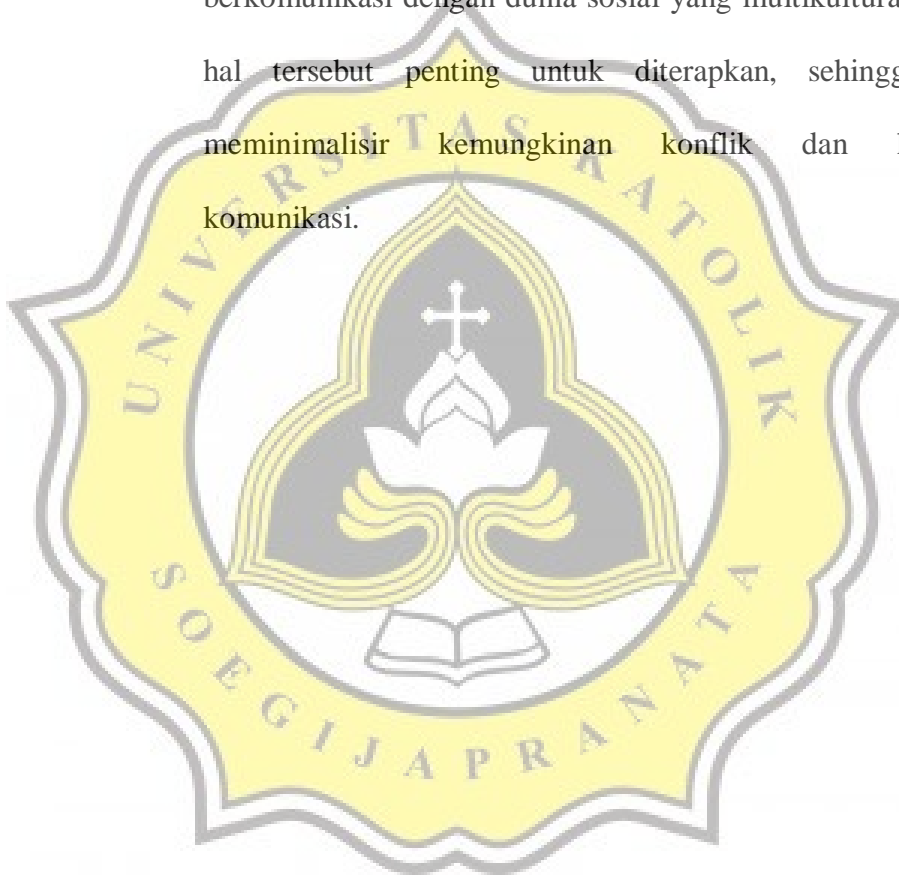 berkomunikasi dengan dunia sosial yang multikultura
hal tersebut penting untuk diterapkan, sehingg
meminimalisir kemungkinan konflik dan
komunikasi.
UNIVERSITAS KATOLIK
SOEGIJAPRANATA